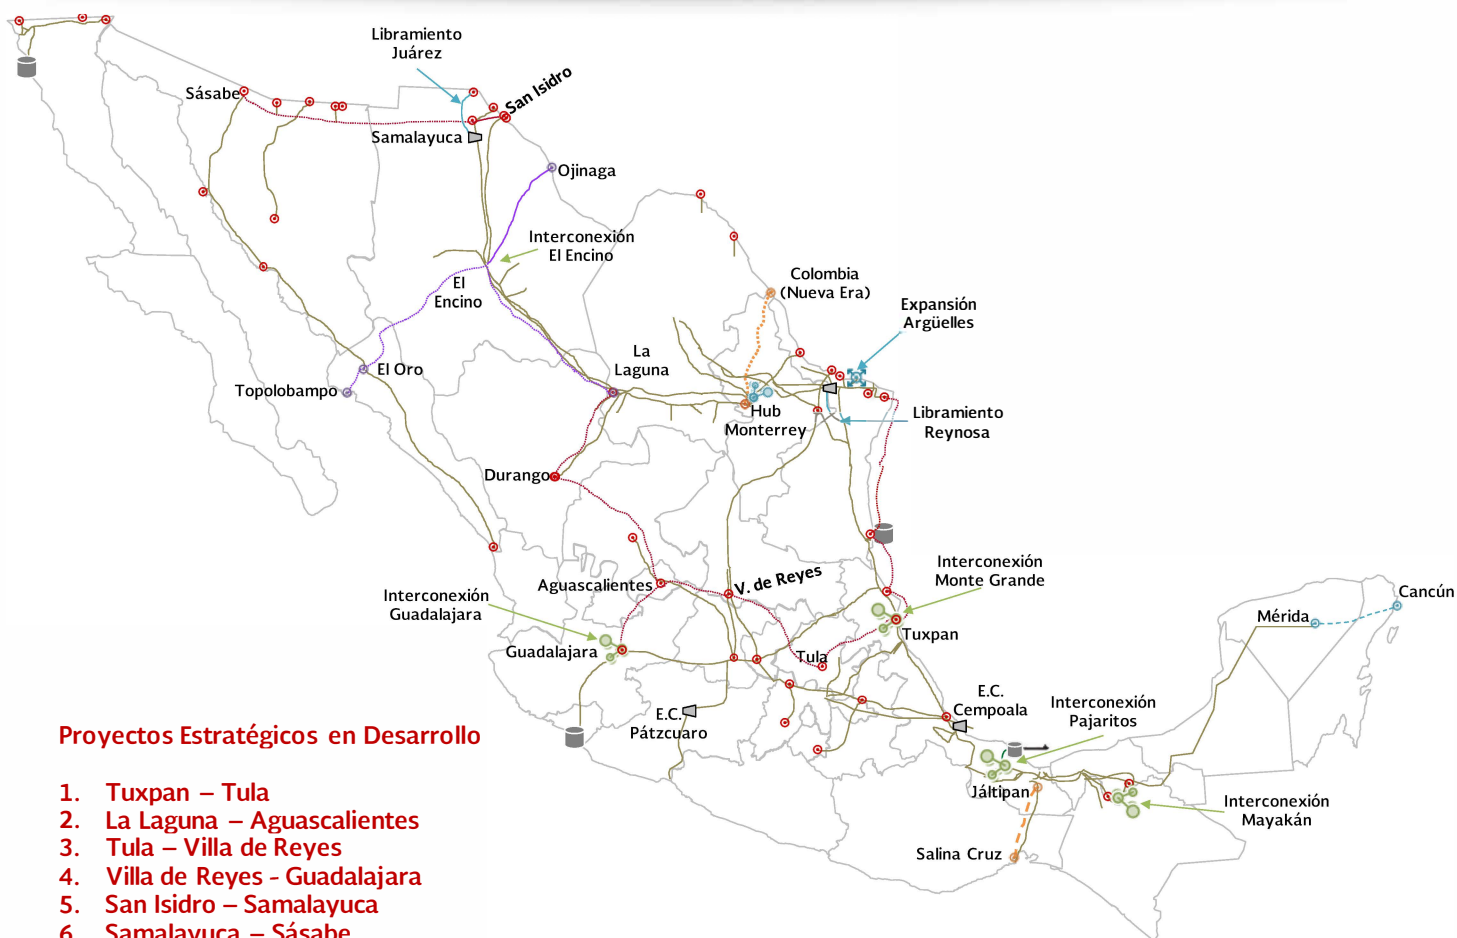 Libramiento
Juárez
San Isidro
Sásabe
Samalayuca
Ojinaga
Interconexión
El Encino
El
Encino
Colombia
(Nueva Era)
Expansión
Argüelles
La
Laguna
El Oro
Topolobampo
Hub
Monterrey
Libramiento
Reynosa
Durango
Interconexión
Monte Grande
Aguascalientes
V. de Reyes
Interconexión
Guadalajara
Cancún
Mérida
Tuxpan
Guadalajara
Tula
E.C.
Pátzcuaro
E.C.
Cempoala
Interconexión
Pajaritos
Jáltipan
Interconexión
Mayakán
Salina Cruz
Proyectos Estratégicos en Desarrollo
1. Tuxpan – Tula
2. La Laguna – Aguascalientes
3. Tula – Villa de Reyes
4. Villa de Reyes - Guadalajara
5. San Isidro – Samalayuca
6. Samalayuca – Sásabe